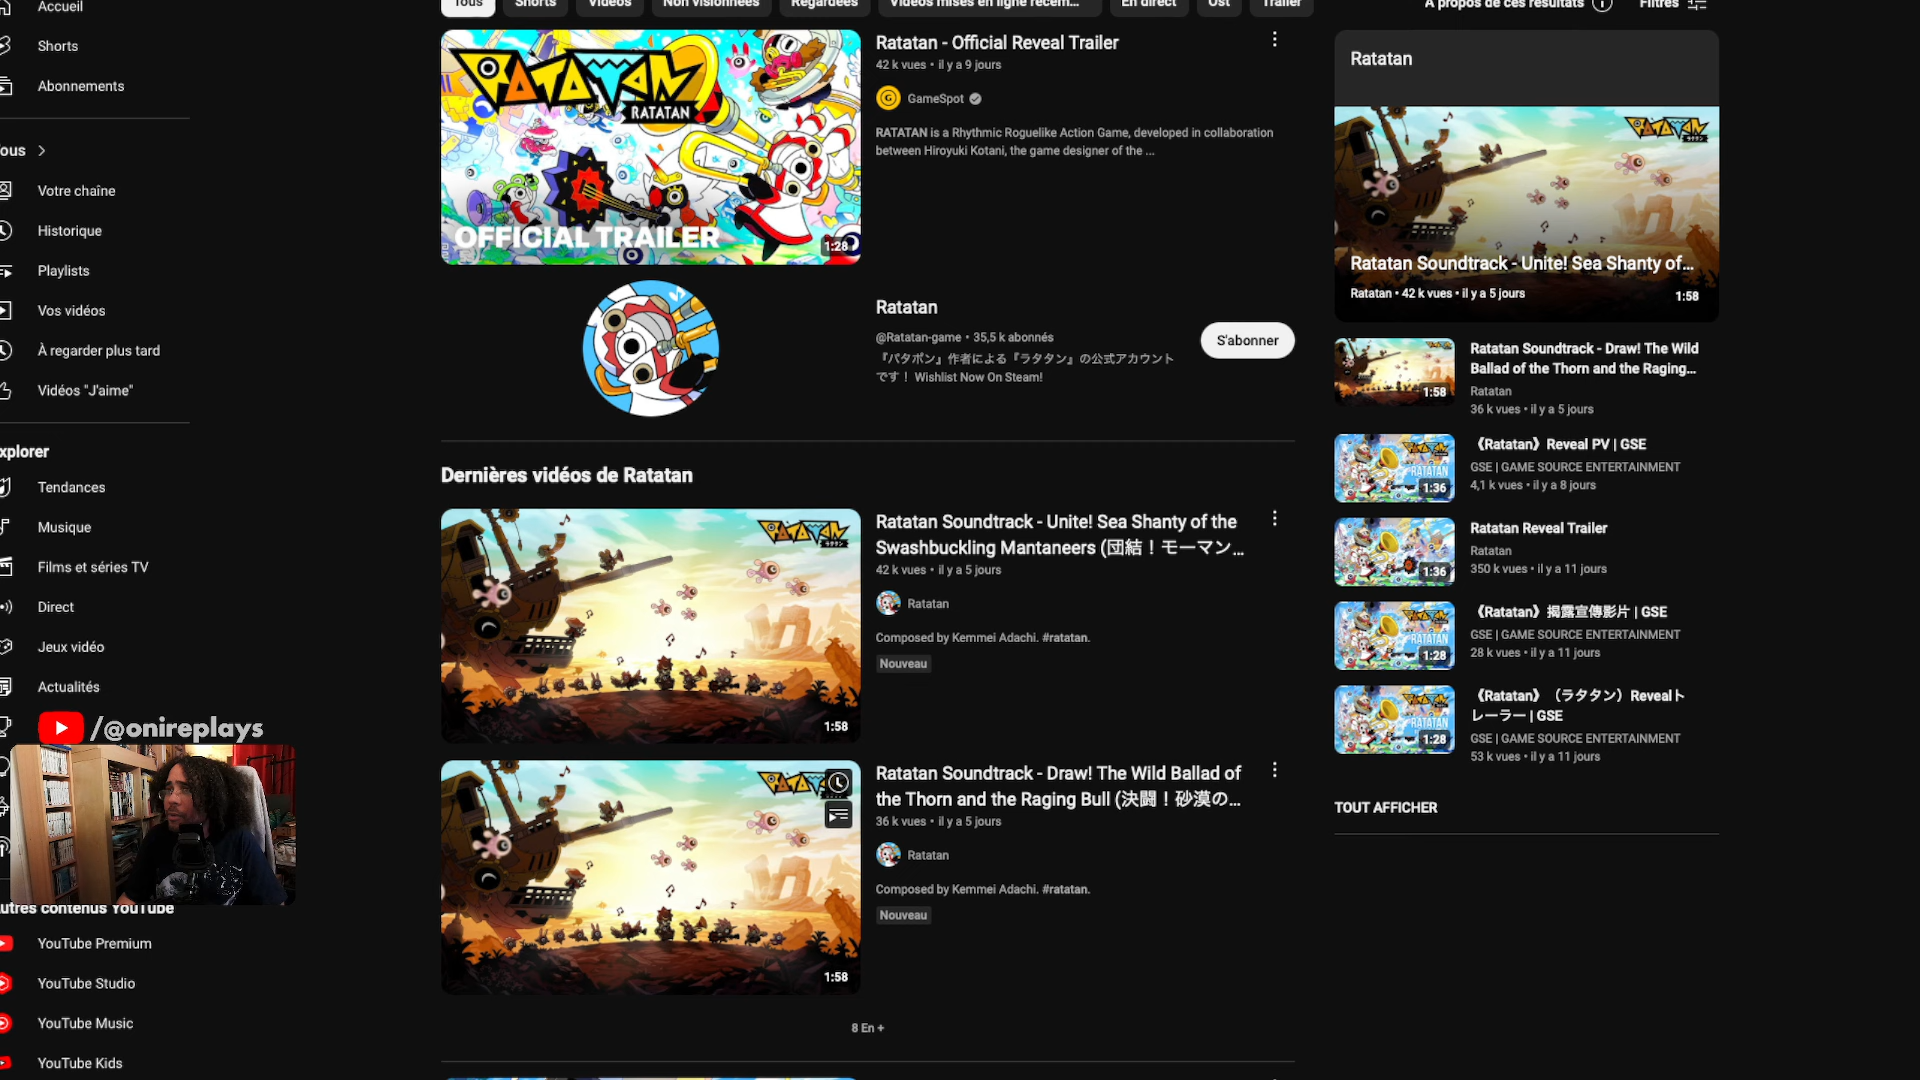 Accueil
Shorts
Abonnements
ous >
Votre chaîne
Historique
Playlists
Vos vidéos
À regarder plus tard
Vidéos "J'aime"
xplorer
Tendances
Musique
Films et séries TV
Direct
Jeux vidéo
Actualités
/@onireplays
utres contenus YouTube
YouTube Premium
YouTube Studio
YouTube Music
YouTube Kids
Tous
Shorts
Vidéos
Non visionnées
Regardées
Vidéos mises en ligne récem...
En direct
Ost
Trailer
À propos de ces résultats
Filtres
RATATAN
RATATAN
OFFICIAL TRAILER
1:28
Ratatan - Official Reveal Trailer
42 k vues • il y a 9 jours
G GameSpot
RATATAN is a Rhythmic Roguelike Action Game, developed in collaboration
between Hiroyuki Kotani, the game designer of the ...
Ratatan
@Ratatan-game • 35,5 k abonnés
『パタポン』作者による『ラタタン』の公式アカウント
です！ Wishlist Now On Steam!
S'abonner
Dernières vidéos de Ratatan
RATATAN
1:58
Ratatan Soundtrack - Unite! Sea Shanty of the
Swashbuckling Mantaneers (団結！モーマン...
42 k vues • il y a 5 jours
Ratatan
Composed by Kemmei Adachi. #ratatan.
Nouveau
1:58
Ratatan Soundtrack - Draw! The Wild Ballad of
the Thorn and the Raging Bull (決闘！砂漠の...
36 k vues • il y a 5 jours
Ratatan
Composed by Kemmei Adachi. #ratatan.
Nouveau
8 En +
Ratatan
RATATAN
Ratatan Soundtrack - Unite! Sea Shanty of...
Ratatan • 42 k vues • il y a 5 jours
1:58
1:58
Ratatan Soundtrack - Draw! The Wild
Ballad of the Thorn and the Raging...
Ratatan
36 k vues • il y a 5 jours
RATATAN
1:36
《Ratatan》Reveal PV | GSE
GSE | GAME SOURCE ENTERTAINMENT
4,1 k vues • il y a 8 jours
1:36
Ratatan Reveal Trailer
Ratatan
350 k vues • il y a 11 jours
RATATAN
1:28
《Ratatan》揭露宣傳影片 | GSE
GSE | GAME SOURCE ENTERTAINMENT
28 k vues • il y a 11 jours
RATATAN
1:28
《Ratatan》（ラタタン）Revealト
レーラー | GSE
GSE | GAME SOURCE ENTERTAINMENT
53 k vues • il y a 11 jours
TOUT AFFICHER